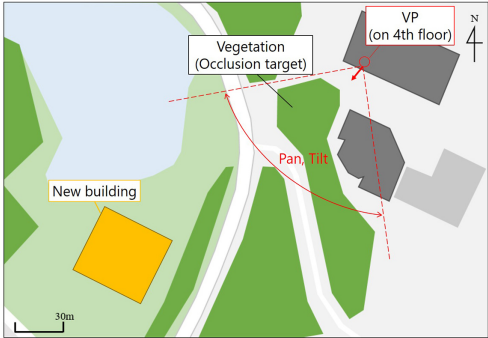 VP
(on 4th floor)
N
Vegetation
(Occlusion target)
Pan, Tilt
New building
30m